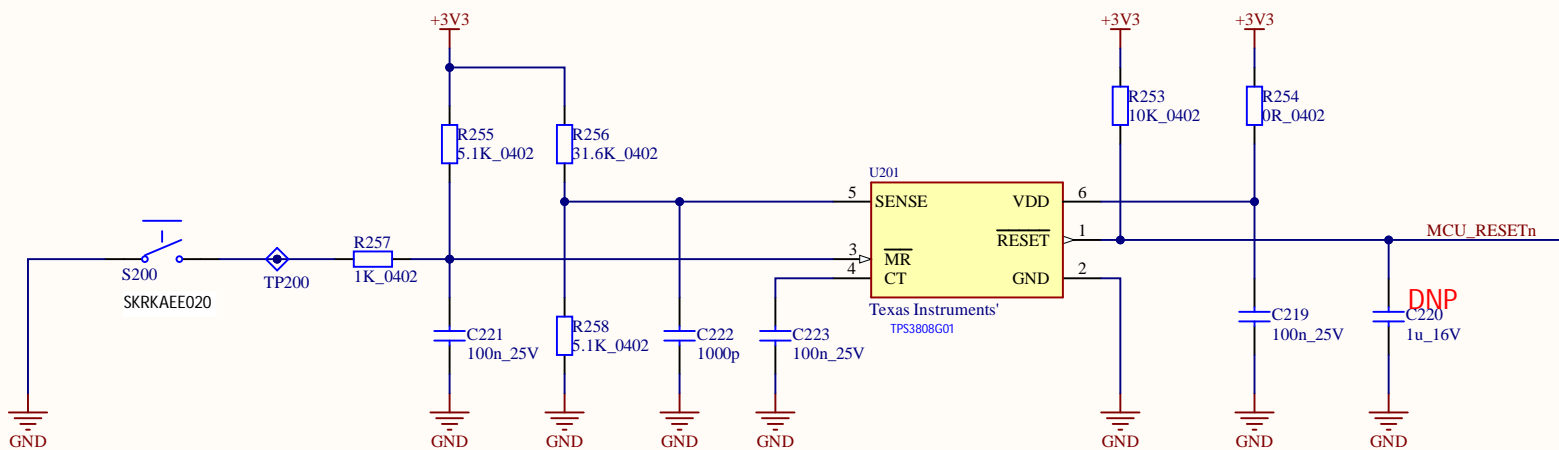 +3V3
+3V3
+3V3
R253
10K_0402
R254
0R_0402
R255
5.1K_0402
R256
31.6K_0402
U201
5
SENSE
VDD
6
RESET
1
MCU_RESETn
3
MR
4
CT
GND
2
Texas Instruments'
TPS3808G01
R257
1K_0402
S200
SKRKAEE020
TP200
C221
100n_25V
R258
5.1K_0402
C222
1000p
C223
100n_25V
C219
100n_25V
DNP
C220
1u_16V
GND
GND
GND
GND
GND
GND
GND
GND